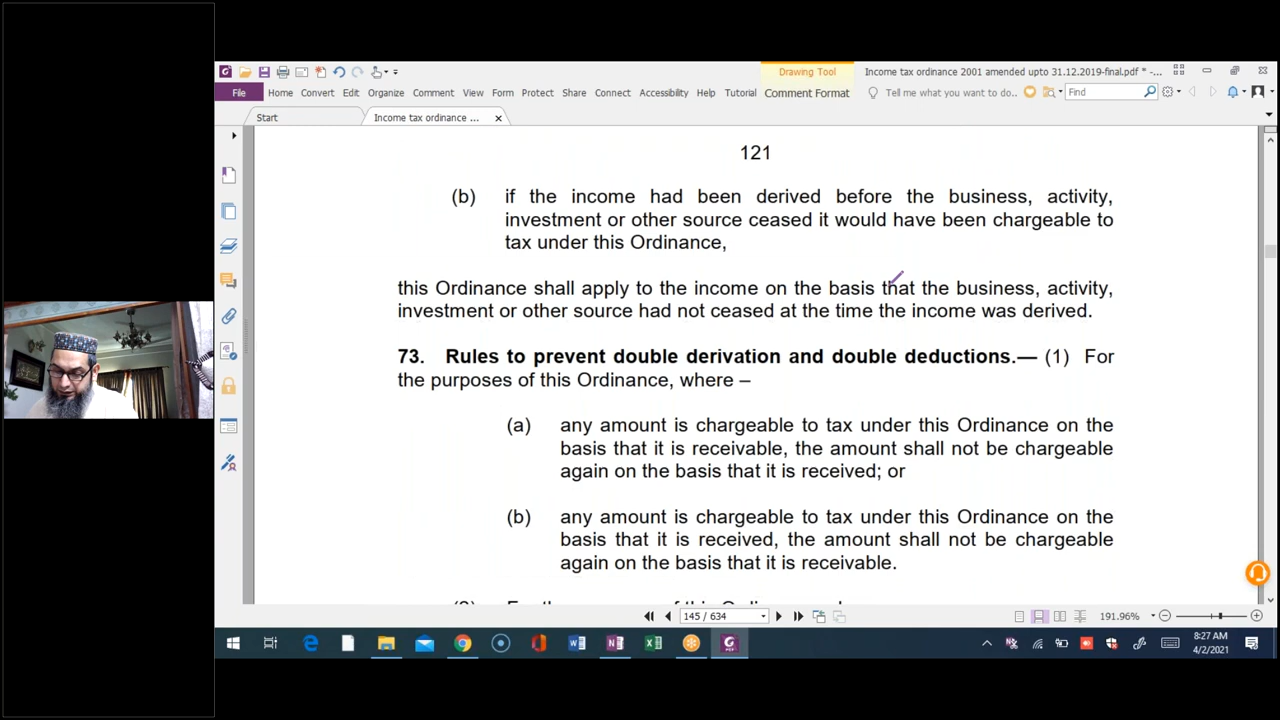 Drawing Tool
Income tax ordinance 2001 amended upto 31.12.2019-final.pdf * -...
File Home Convert Edit Organize Comment View Form Protect Share Connect Accessibility Help Tutorial Comment Format Tell me what you want to do.. Find
Start Income tax ordinance ...
121
(b) if the income had been derived before the business, activity,
investment or other source ceased it would have been chargeable to
tax under this Ordinance,
this Ordinance shall apply to the income on the basis that the business, activity,
investment or other source had not ceased at the time the income was derived.
73. Rules to prevent double derivation and double deductions.— (1) For
the purposes of this Ordinance, where –
(a) any amount is chargeable to tax under this Ordinance on the
basis that it is receivable, the amount shall not be chargeable
again on the basis that it is received; or
(b) any amount is chargeable to tax under this Ordinance on the
basis that it is received, the amount shall not be chargeable
again on the basis that it is receivable.
145 / 634 191.96%
8:27 AM
4/2/2021